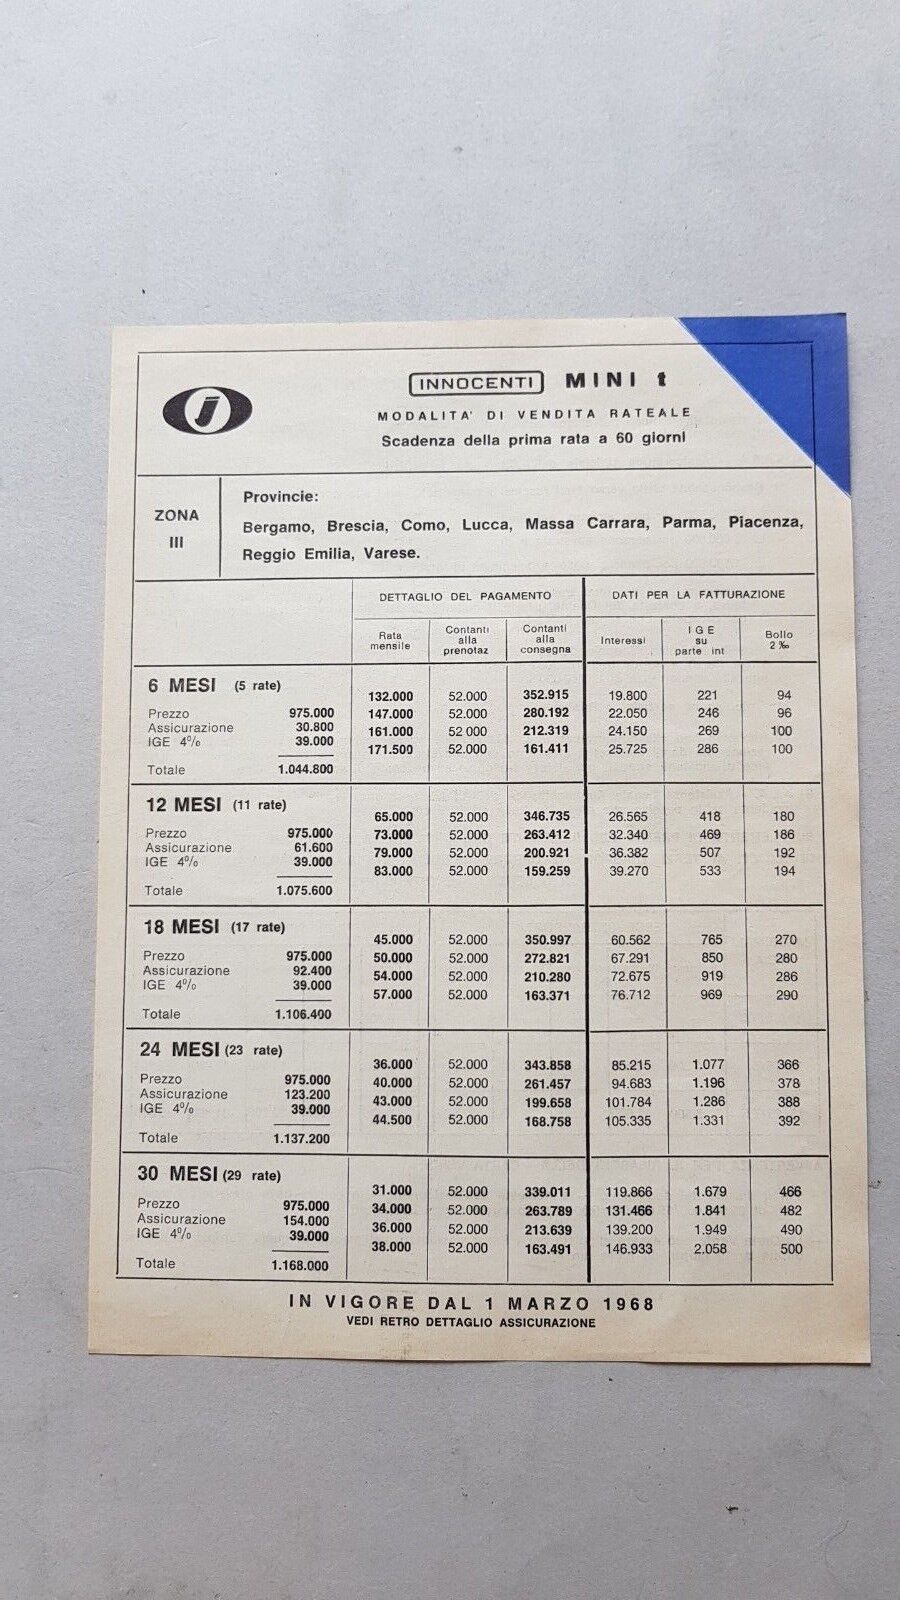 j
INNOCENTI MINI t
MODALITA' DI VENDITA RATEALE
Scadenza della prima rata a 60 giorni
ZONA
III
Provincie:
Bergamo, Brescia, Como, Lucca, Massa Carrara, Parma, Piacenza,
Reggio Emilia, Varese.
DETTAGLIO DEL PAGAMENTO DATI PER LA FATTURAZIONE
Rata mensile Contanti alla prenotaz Contanti alla consegna Interessi IGE su parte int Bollo 2‰
6 MESI (5 rate)
Prezzo 975.000
Assicurazione 30.800
IGE 4% 39.000
Totale 1.044.800
132.000 52.000 352.915 19.800 221 94
147.000 52.000 280.192 22.050 246 96
161.000 52.000 212.319 24.150 269 100
171.500 52.000 161.411 25.725 286 100
12 MESI (11 rate)
Prezzo 975.000
Assicurazione 61.600
IGE 4% 39.000
Totale 1.075.600
65.000 52.000 346.735 26.565 418 180
73.000 52.000 263.412 32.340 469 186
79.000 52.000 200.921 36.382 507 192
83.000 52.000 159.259 39.270 533 194
18 MESI (17 rate)
Prezzo 975.000
Assicurazione 92.400
IGE 4% 39.000
Totale 1.106.400
45.000 52.000 350.997 60.562 765 270
50.000 52.000 272.821 67.291 850 280
54.000 52.000 210.280 72.675 919 286
57.000 52.000 163.371 76.712 969 290
24 MESI (23 rate)
Prezzo 975.000
Assicurazione 123.200
IGE 4% 39.000
Totale 1.137.200
36.000 52.000 343.858 85.215 1.077 366
40.000 52.000 261.457 94.683 1.196 378
43.000 52.000 199.658 101.784 1.286 388
44.500 52.000 168.758 105.335 1.331 392
30 MESI (29 rate)
Prezzo 975.000
Assicurazione 154.000
IGE 4% 39.000
Totale 1.168.000
31.000 52.000 339.011 119.866 1.679 466
34.000 52.000 263.789 131.466 1.841 482
36.000 52.000 213.639 139.200 1.949 490
38.000 52.000 163.491 146.933 2.058 500
IN VIGORE DAL 1 MARZO 1968
VEDI RETRO DETTAGLIO ASSICURAZIONE